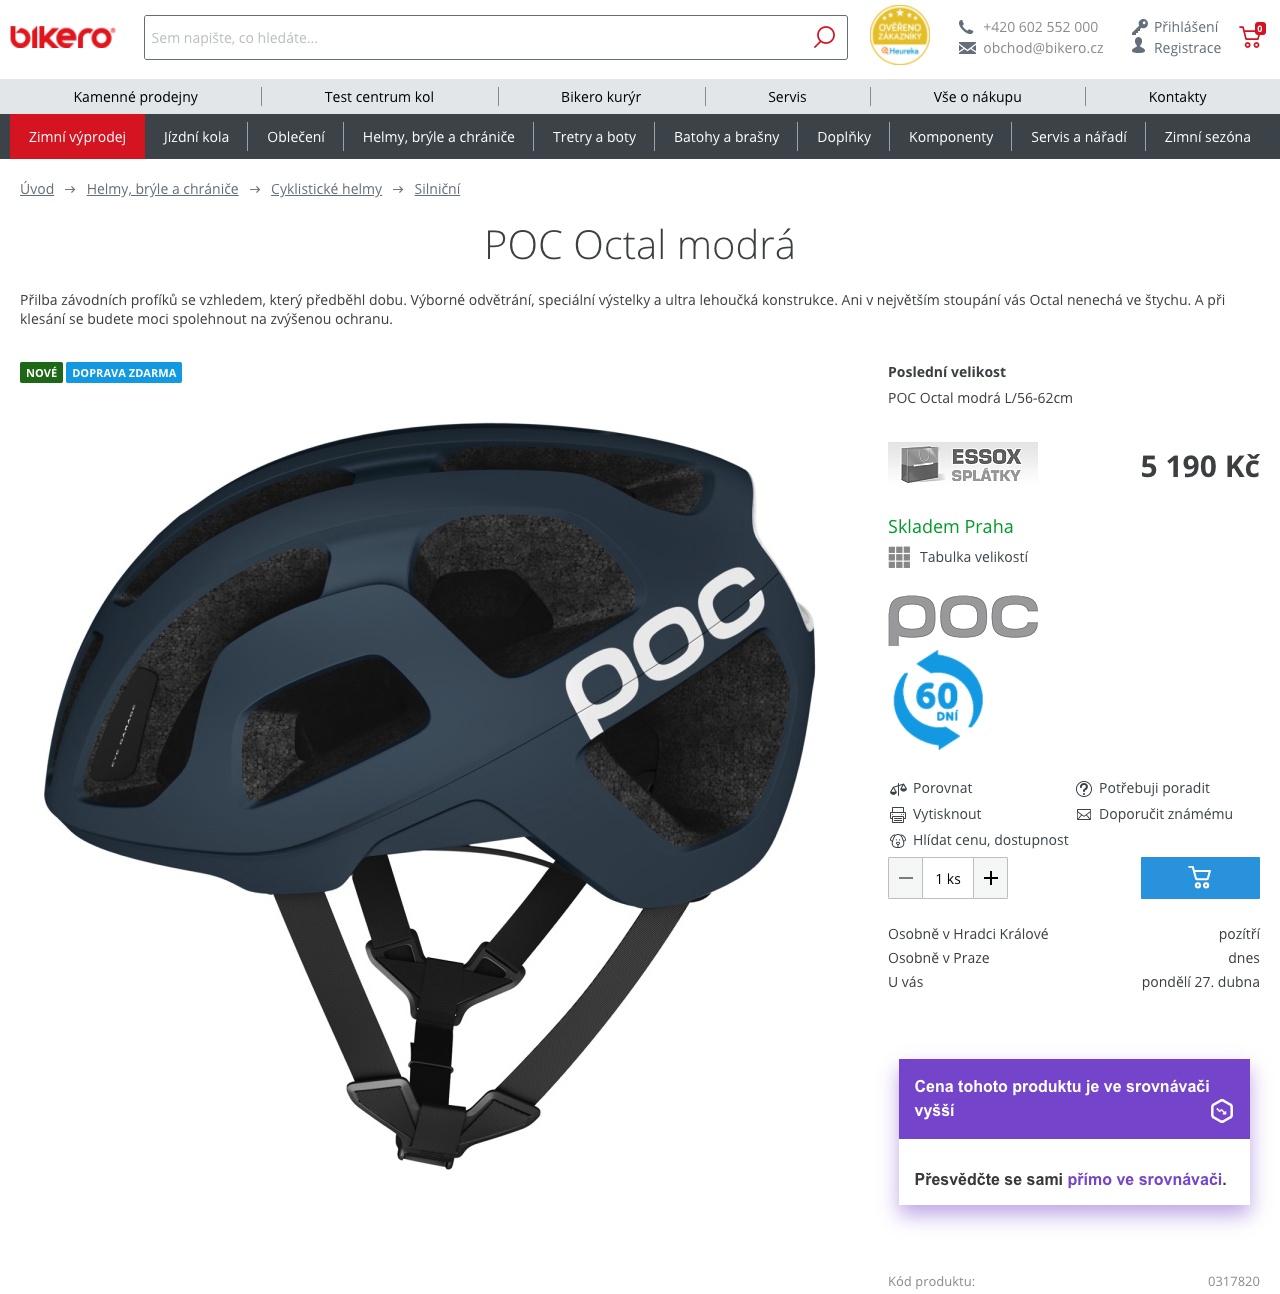 bikero
Sem napište, co hledáte...
OVĚŘENO
ZÁKAZNÍKY
Heureka
+420 602 552 000
obchod@bikero.cz
Přihlášení
Registrace
0
Kamenné prodejny
Test centrum kol
Bikero kurýr
Servis
Vše o nákupu
Kontakty
Zimní výprodej
Jízdní kola
Oblečení
Helmy, brýle a chrániče
Tretry a boty
Batohy a brašny
Doplňky
Komponenty
Servis a nářadí
Zimní sezóna
Úvod → Helmy, brýle a chrániče → Cyklistické helmy → Silniční
POC Octal modrá
Přilba závodních profíků se vzhledem, který předběhl dobu. Výborné odvětrání, speciální výstelky a ultra lehoučká konstrukce. Ani v největším stoupání vás Octal nenechá ve štychu. A při
klesání se budete moci spolehnout na zvýšenou ochranu.
NOVÉ
DOPRAVA ZDARMA
poc
EYE GARAGE
Poslední velikost
POC Octal modrá L/56-62cm
ESSOX
SPLÁTKY
5 190 Kč
Skladem Praha
Tabulka velikostí
poc
60
DNÍ
Porovnat
Potřebuji poradit
Vytisknout
Doporučit známému
Hlídat cenu, dostupnost
1 ks
Osobně v Hradci Králové pozítří
Osobně v Praze dnes
U vás pondělí 27. dubna
Cena tohoto produktu je ve srovnávači
vyšší
Přesvědčte se sami přímo ve srovnávači.
Kód produktu: 0317820